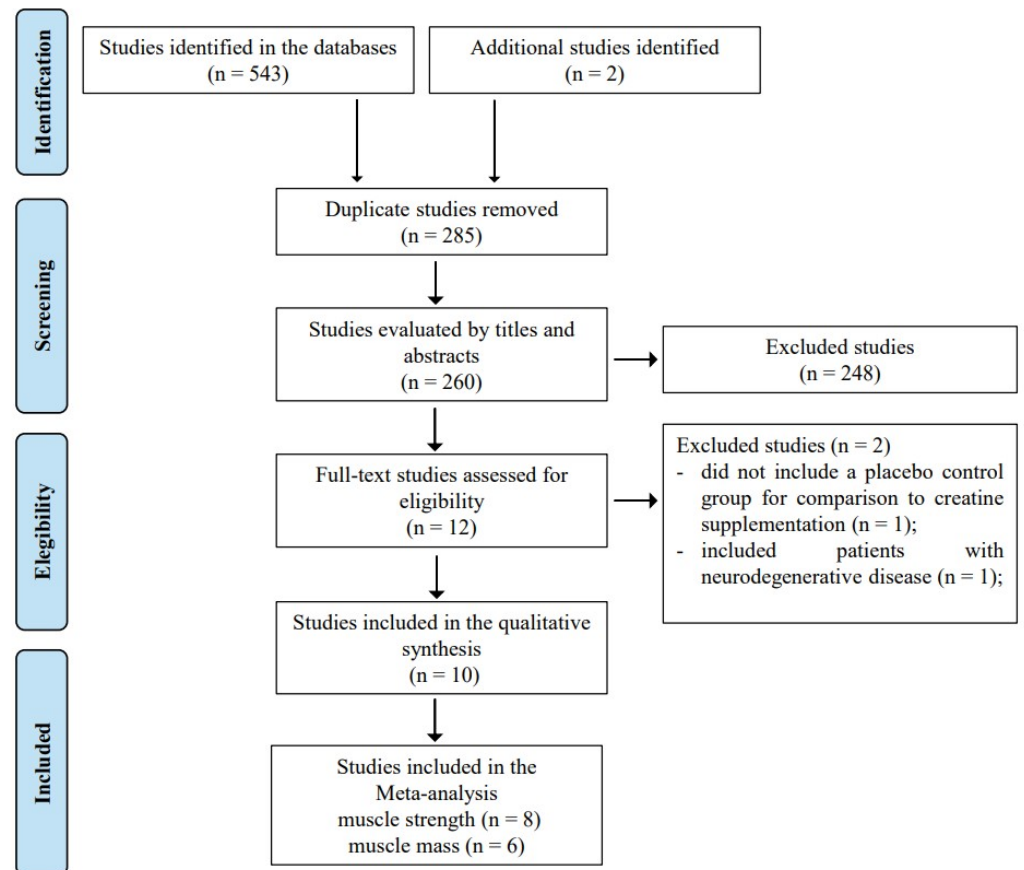 Identification
Studies identified in the databases
(n = 543)
Additional studies identified
(n = 2)
Screening
Duplicate studies removed
(n = 285)
Studies evaluated by titles and
abstracts
(n = 260)
Excluded studies
(n = 248)
Elegibility
Full-text studies assessed for
eligibility
(n = 12)
Excluded studies (n = 2)
- did not include a placebo control
group for comparison to creatine
supplementation (n = 1);
- included patients with
neurodegenerative disease (n = 1);
Studies included in the qualitative
synthesis
(n = 10)
Included
Studies included in the
Meta-analysis
muscle strength (n = 8)
muscle mass (n = 6)